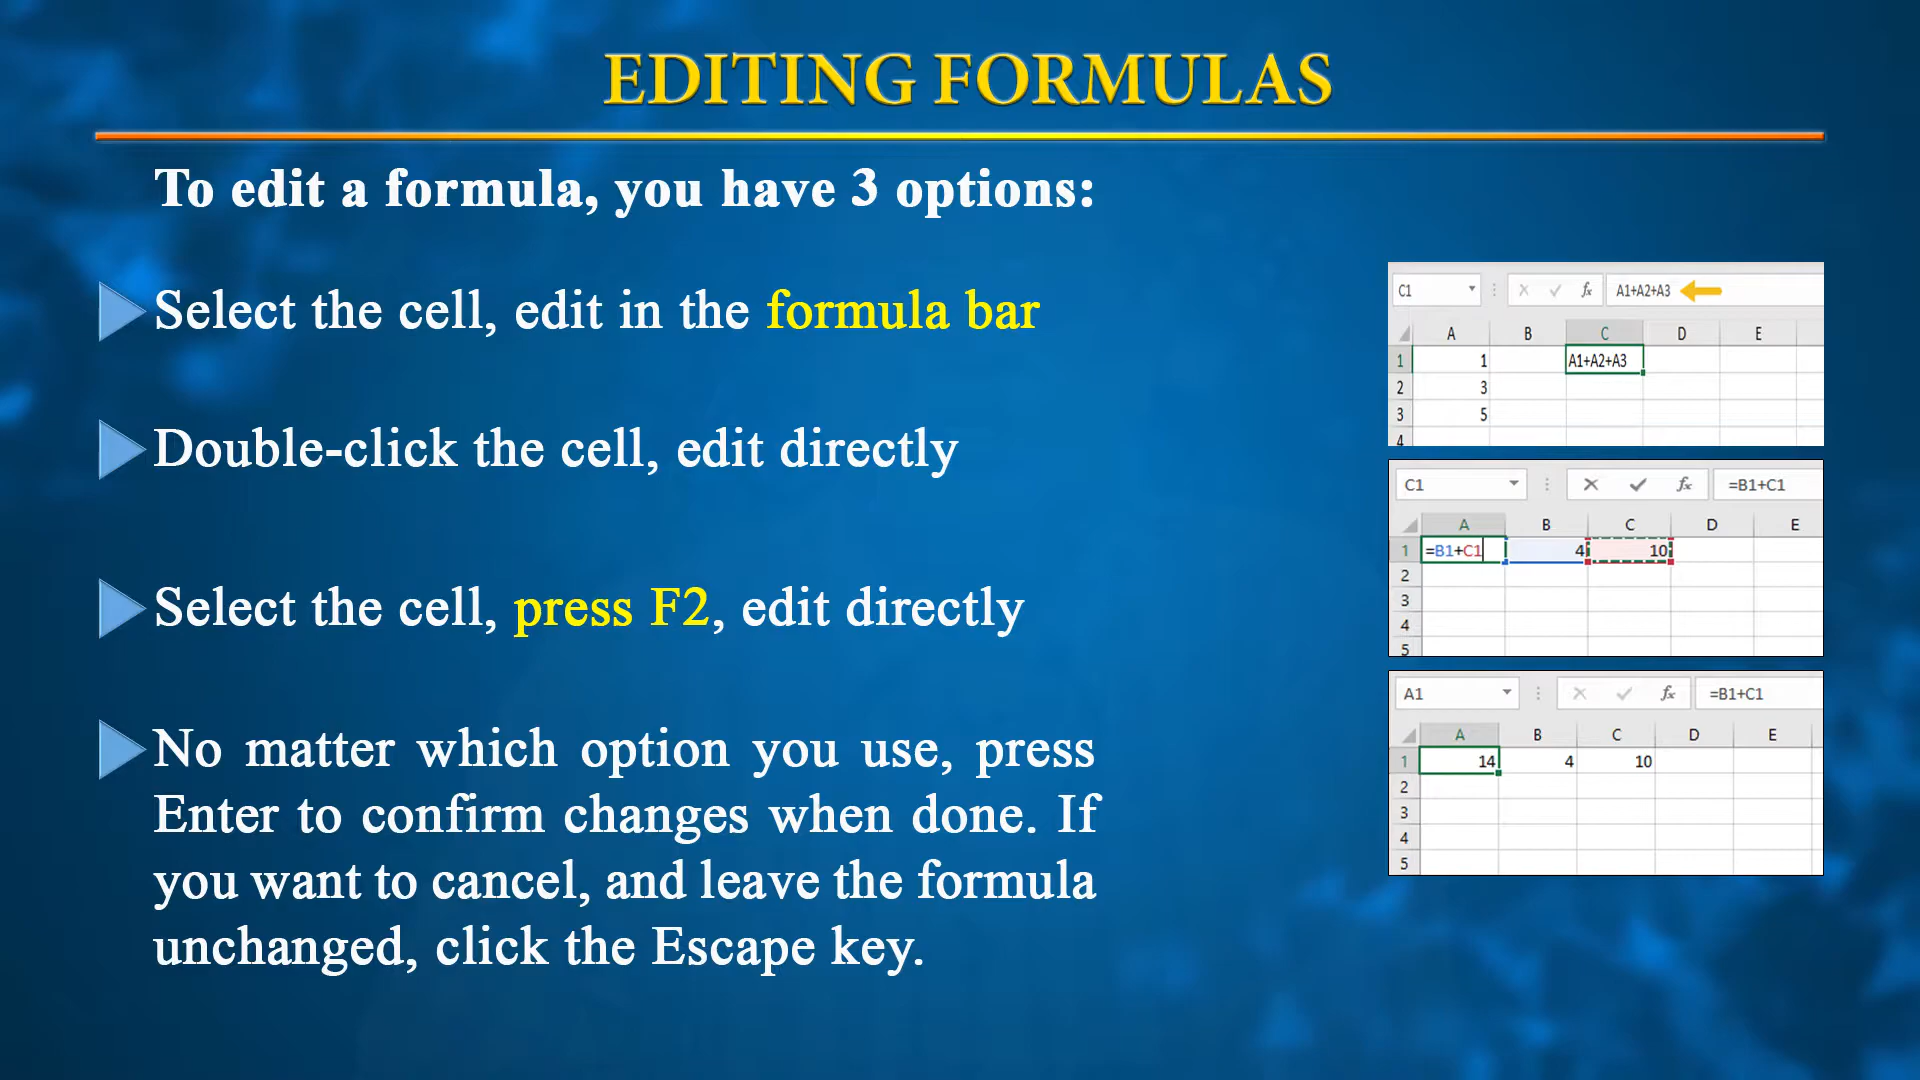 EDITING FORMULAS
To edit a formula, you have 3 options:
Select the cell, edit in the formula bar
Double-click the cell, edit directly
Select the cell, press F2, edit directly
No matter which option you use, press
Enter to confirm changes when done. If
you want to cancel, and leave the formula
unchanged, click the Escape key.
C1 fx A1+A2+A3
A B C D E
1 1 A1+A2+A3
2 3
3 5
4
C1 fx =B1+C1
A B C D E
1 =B1+C1 4 10
2
3
4
5
A1 fx =B1+C1
A B C D E
1 14 4 10
2
3
4
5